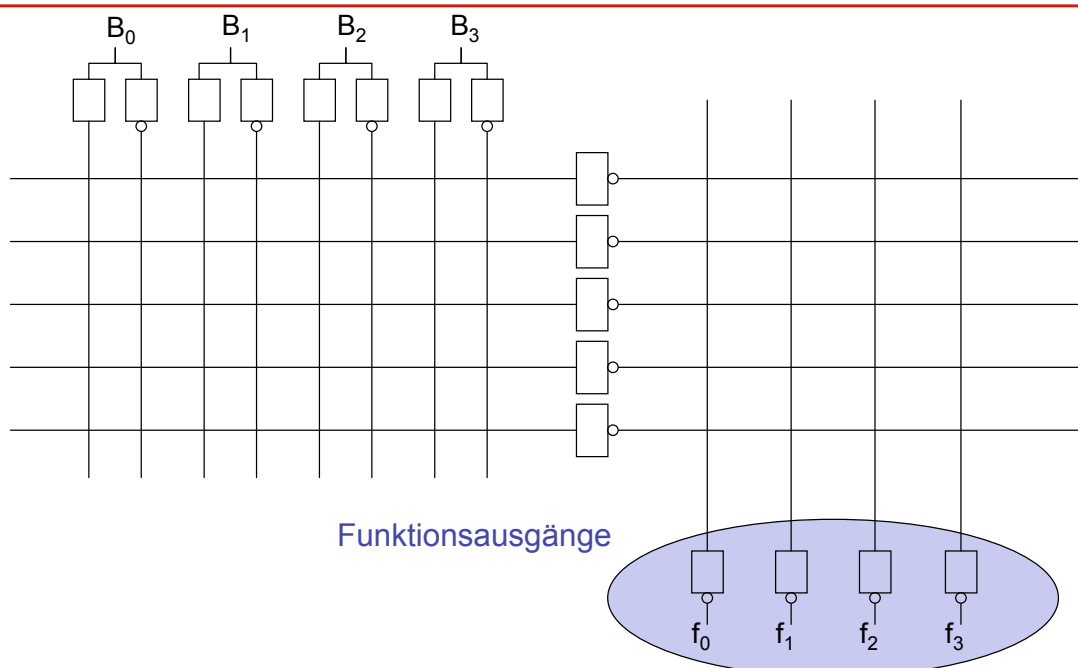 B₀ B₁ B₂ B₃
Funktionsausgänge
f₀ f₁ f₂ f₃